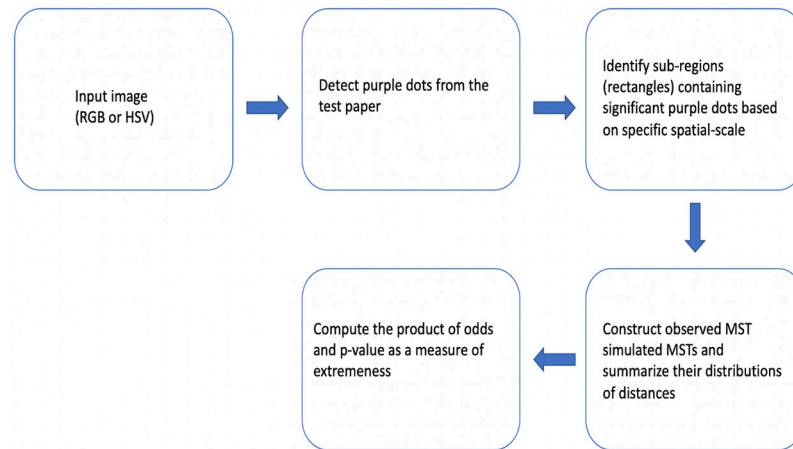 Input image
(RGB or HSV)
Detect purple dots from the
test paper
Identify sub-regions
(rectangles) containing
significant purple dots based
on specific spatial-scale
Construct observed MST
simulated MSTs and
summarize their distributions
of distances
Compute the product of odds
and p-value as a measure of
extremeness